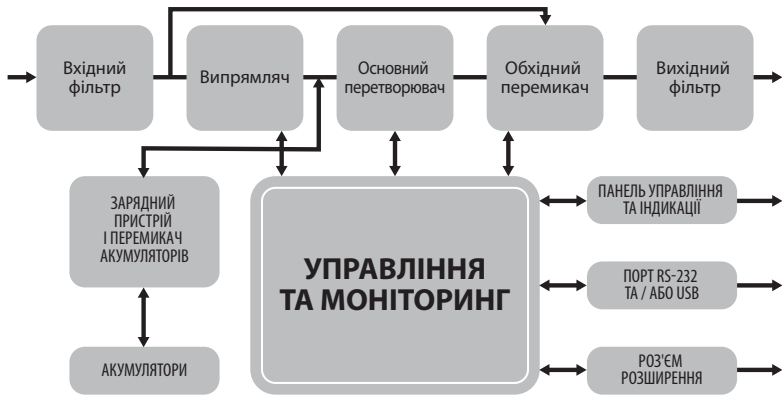 Вхідний
фільтр
Випрямляч
Основний
перетворювач
Обхідний
перемикач
Вихідний
фільтр
ЗАРЯДНИЙ
ПРИСТРІЙ
І ПЕРЕМИКАЧ
АКУМУЛЯТОРІВ
АКУМУЛЯТОРИ
УПРАВЛІННЯ
ТА МОНІТОРИНГ
ПАНЕЛЬ УПРАВЛІННЯ
ТА ІНДИКАЦІЇ
ПОРТ RS-232
ТА / АБО USB
РОЗ'ЄМ
РОЗШИРЕННЯ